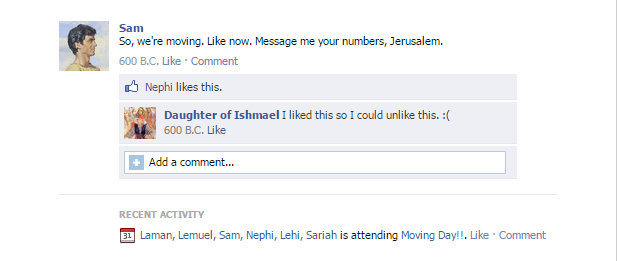 Sam
So, we're moving. Like now. Message me your numbers, Jerusalem.
600 B.C. Like · Comment
Nephi likes this.
Daughter of Ishmael I liked this so I could unlike this. :(
600 B.C. Like
Add a comment...
RECENT ACTIVITY
31 Laman, Lemuel, Sam, Nephi, Lehi, Sariah is attending Moving Day!!. Like · Comment